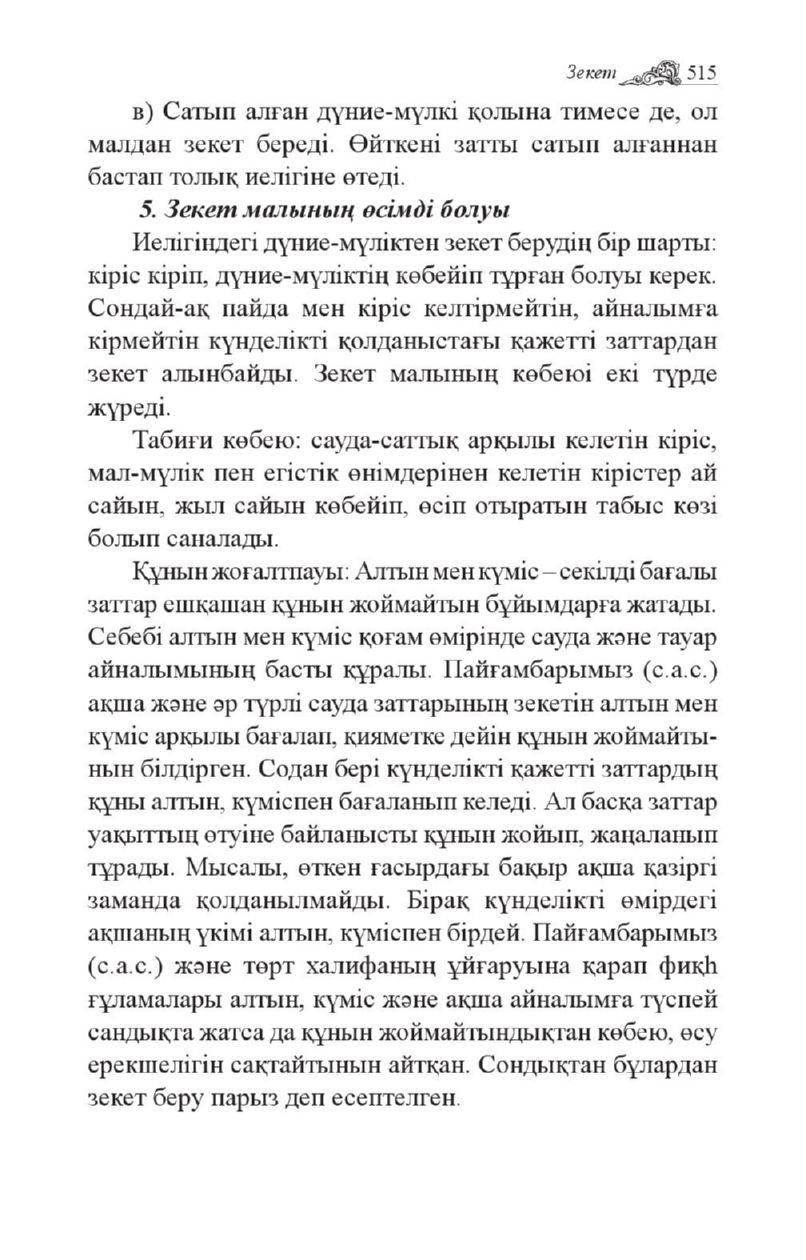 Зекет 515
в) Сатып алған дүние-мүлкі қолына тимесе де, ол
малдан зекет береді. Өйткені затты сатып алғаннан
бастап толық иелігіне өтеді.
5. Зекет малының өсімді болуы
Иелігіндегі дүние-мүліктен зекет берудің бір шарты:
кіріс кіріп, дүние-мүліктің көбейіп тұрған болуы керек.
Сондай-ақ пайда мен кіріс келтірмейтін, айналымға
кірмейтін күнделікті қолданыстағы қажетті заттардан
зекет алынбайды. Зекет малының көбеюі екі түрде
жүреді.
Табиғи көбею: сауда-саттық арқылы келетін кіріс,
мал-мүлік пен егістік өнімдерінен келетін кірістер ай
сайын, жыл сайын көбейіп, өсіп отыратын табыс көзі
болып саналады.
Құнын жоғалтпауы: Алтын мен күміс – секілді бағалы
заттар ешқашан құнын жоймайтын бұйымдарға жатады.
Себебі алтын мен күміс қоғам өмірінде сауда және тауар
айналымының басты құралы. Пайғамбарымыз (с.а.с.)
ақша және әр түрлі сауда заттарының зекетін алтын мен
күміс арқылы бағалап, қияметке дейін құнын жоймайты-
нын білдірген. Содан бері күнделікті қажетті заттардың
құны алтын, күміспен бағаланып келеді. Ал басқа заттар
уақыттың өтуіне байланысты құнын жойып, жаңаланып
тұрады. Мысалы, өткен ғасырдағы бақыр ақша қазіргі
заманда қолданылмайды. Бірақ күнделікті өмірдегі
ақшаның үкімі алтын, күміспен бірдей. Пайғамбарымыз
(с.а.с.) және төрт халифаның ұйғаруына қарап фиқһ
ғұламалары алтын, күміс және ақша айналымға түспей
сандықта жатса да құнын жоймайтындықтан көбею, өсу
ерекшелігін сақтайтынын айтқан. Сондықтан бұлардан
зекет беру парыз деп есептелген.